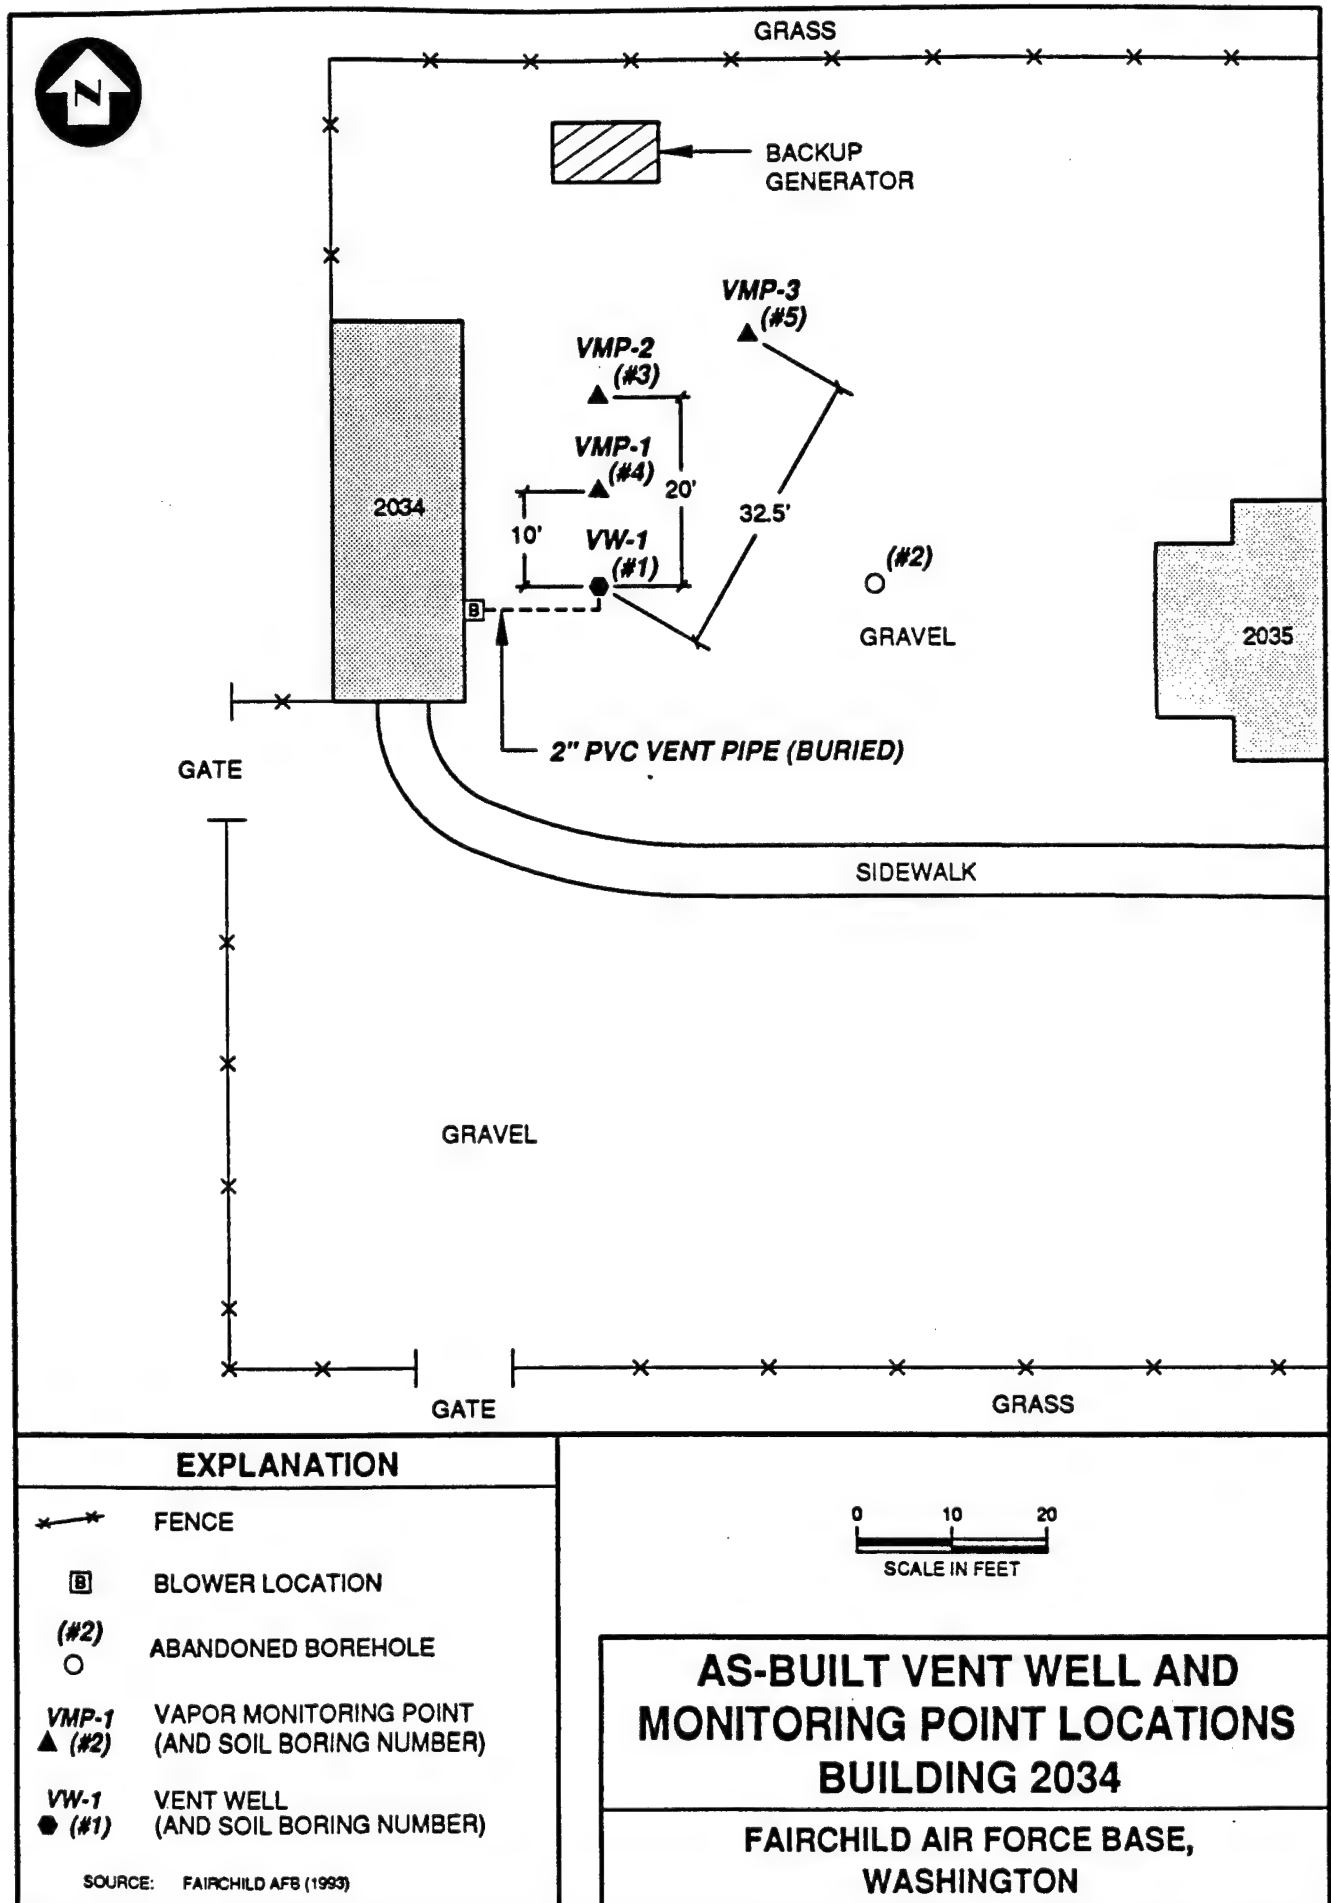 GRASS
N
BACKUP
GENERATOR
VMP-3
(#5)
VMP-2
(#3)
VMP-1
(#4)
2034
20'
10'
32.5'
VW-1
(#1)
(#2)
B
GRAVEL
2035
2" PVC VENT PIPE (BURIED)
GATE
SIDEWALK
GRAVEL
GATE
GRASS
EXPLANATION
FENCE
B
BLOWER LOCATION
(#2)
ABANDONED BOREHOLE
VMP-1
(#2)
VAPOR MONITORING POINT
(AND SOIL BORING NUMBER)
VW-1
(#1)
VENT WELL
(AND SOIL BORING NUMBER)
SOURCE: FAIRCHILD AFB (1993)
0 10 20
SCALE IN FEET
AS-BUILT VENT WELL AND
MONITORING POINT LOCATIONS
BUILDING 2034
FAIRCHILD AIR FORCE BASE,
WASHINGTON